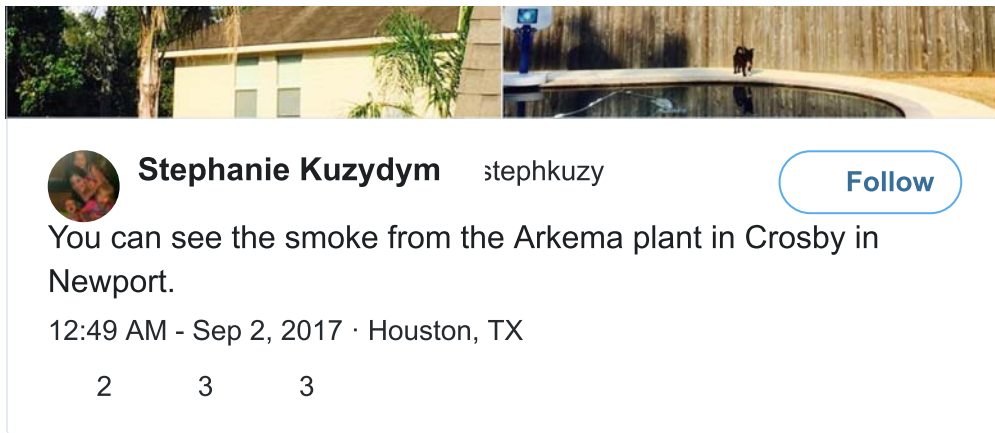 Stephanie Kuzydym stephkuzy
Follow
You can see the smoke from the Arkema plant in Crosby in
Newport.
12:49 AM - Sep 2, 2017 · Houston, TX
2 3 3